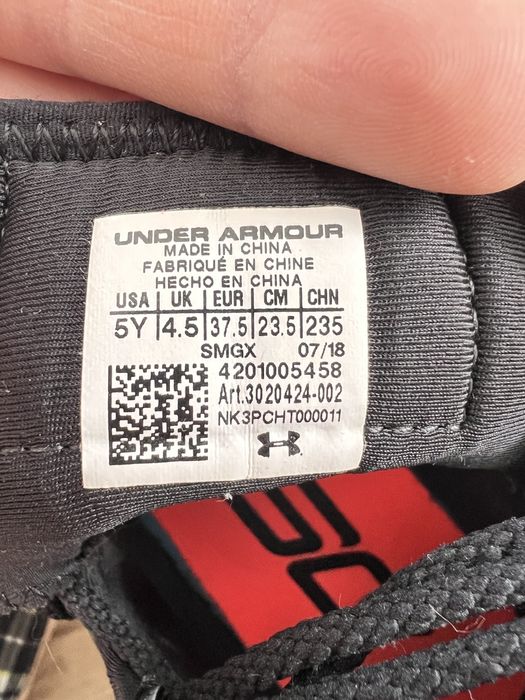 UNDER ARMOUR
MADE IN CHINA
FABRIQUÉ EN CHINE
HECHO EN CHINA
USA UK EUR CM CHN
5Y 4.5 37.5 23.5 235
SMGX 07/18
4201005458
Art.3020424-002
NK3PCHT000011